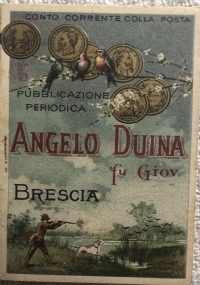 CONTO CORRENTE COLLA POSTA
PUBBLICAZIONE
PERIODICA
ANGELO DUINA
fu Giov.
BRESCIA